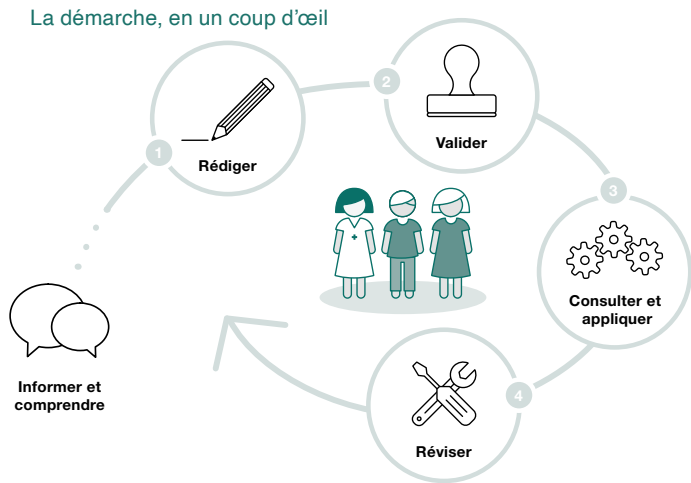 La démarche, en un coup d’œil
Informer et
comprendre
1
Rédiger
2
Valider
3
Consulter et
appliquer
4
Réviser